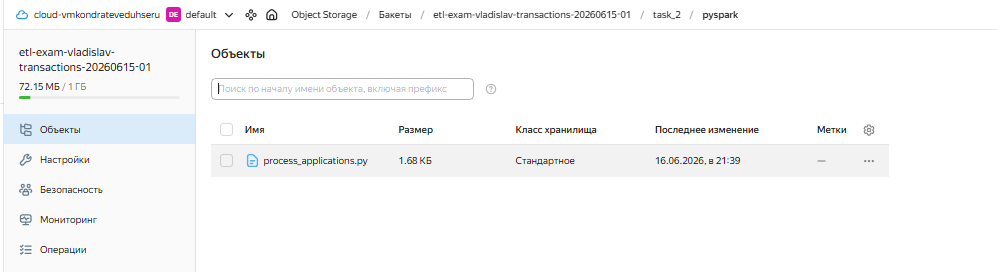 cloud-vmkondrateveduhseru DE default Object Storage / Бакеты / etl-exam-vladislav-transactions-20260615-01 / task_2 / pyspark
etl-exam-vladislav-
transactions-20260615-01
72.15 МБ / 1 ГБ
Объекты
Настройки
Безопасность
Мониторинг
Операции
Объекты
Поиск по началу имени объекта, включая префикс
Имя Размер Класс хранилища Последнее изменение Метки
process_applications.py 1.68 КБ Стандартное 16.06.2026, в 21:39 —